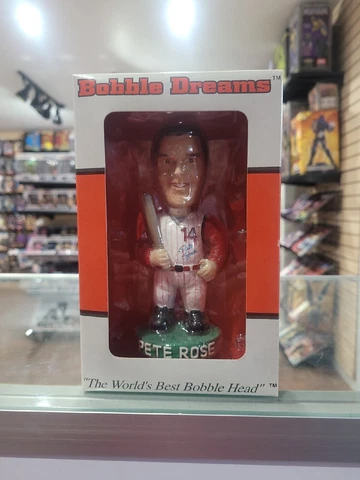 Bobble Dreams™
14
PETE ROSE
"The World's Best Bobble Head"™